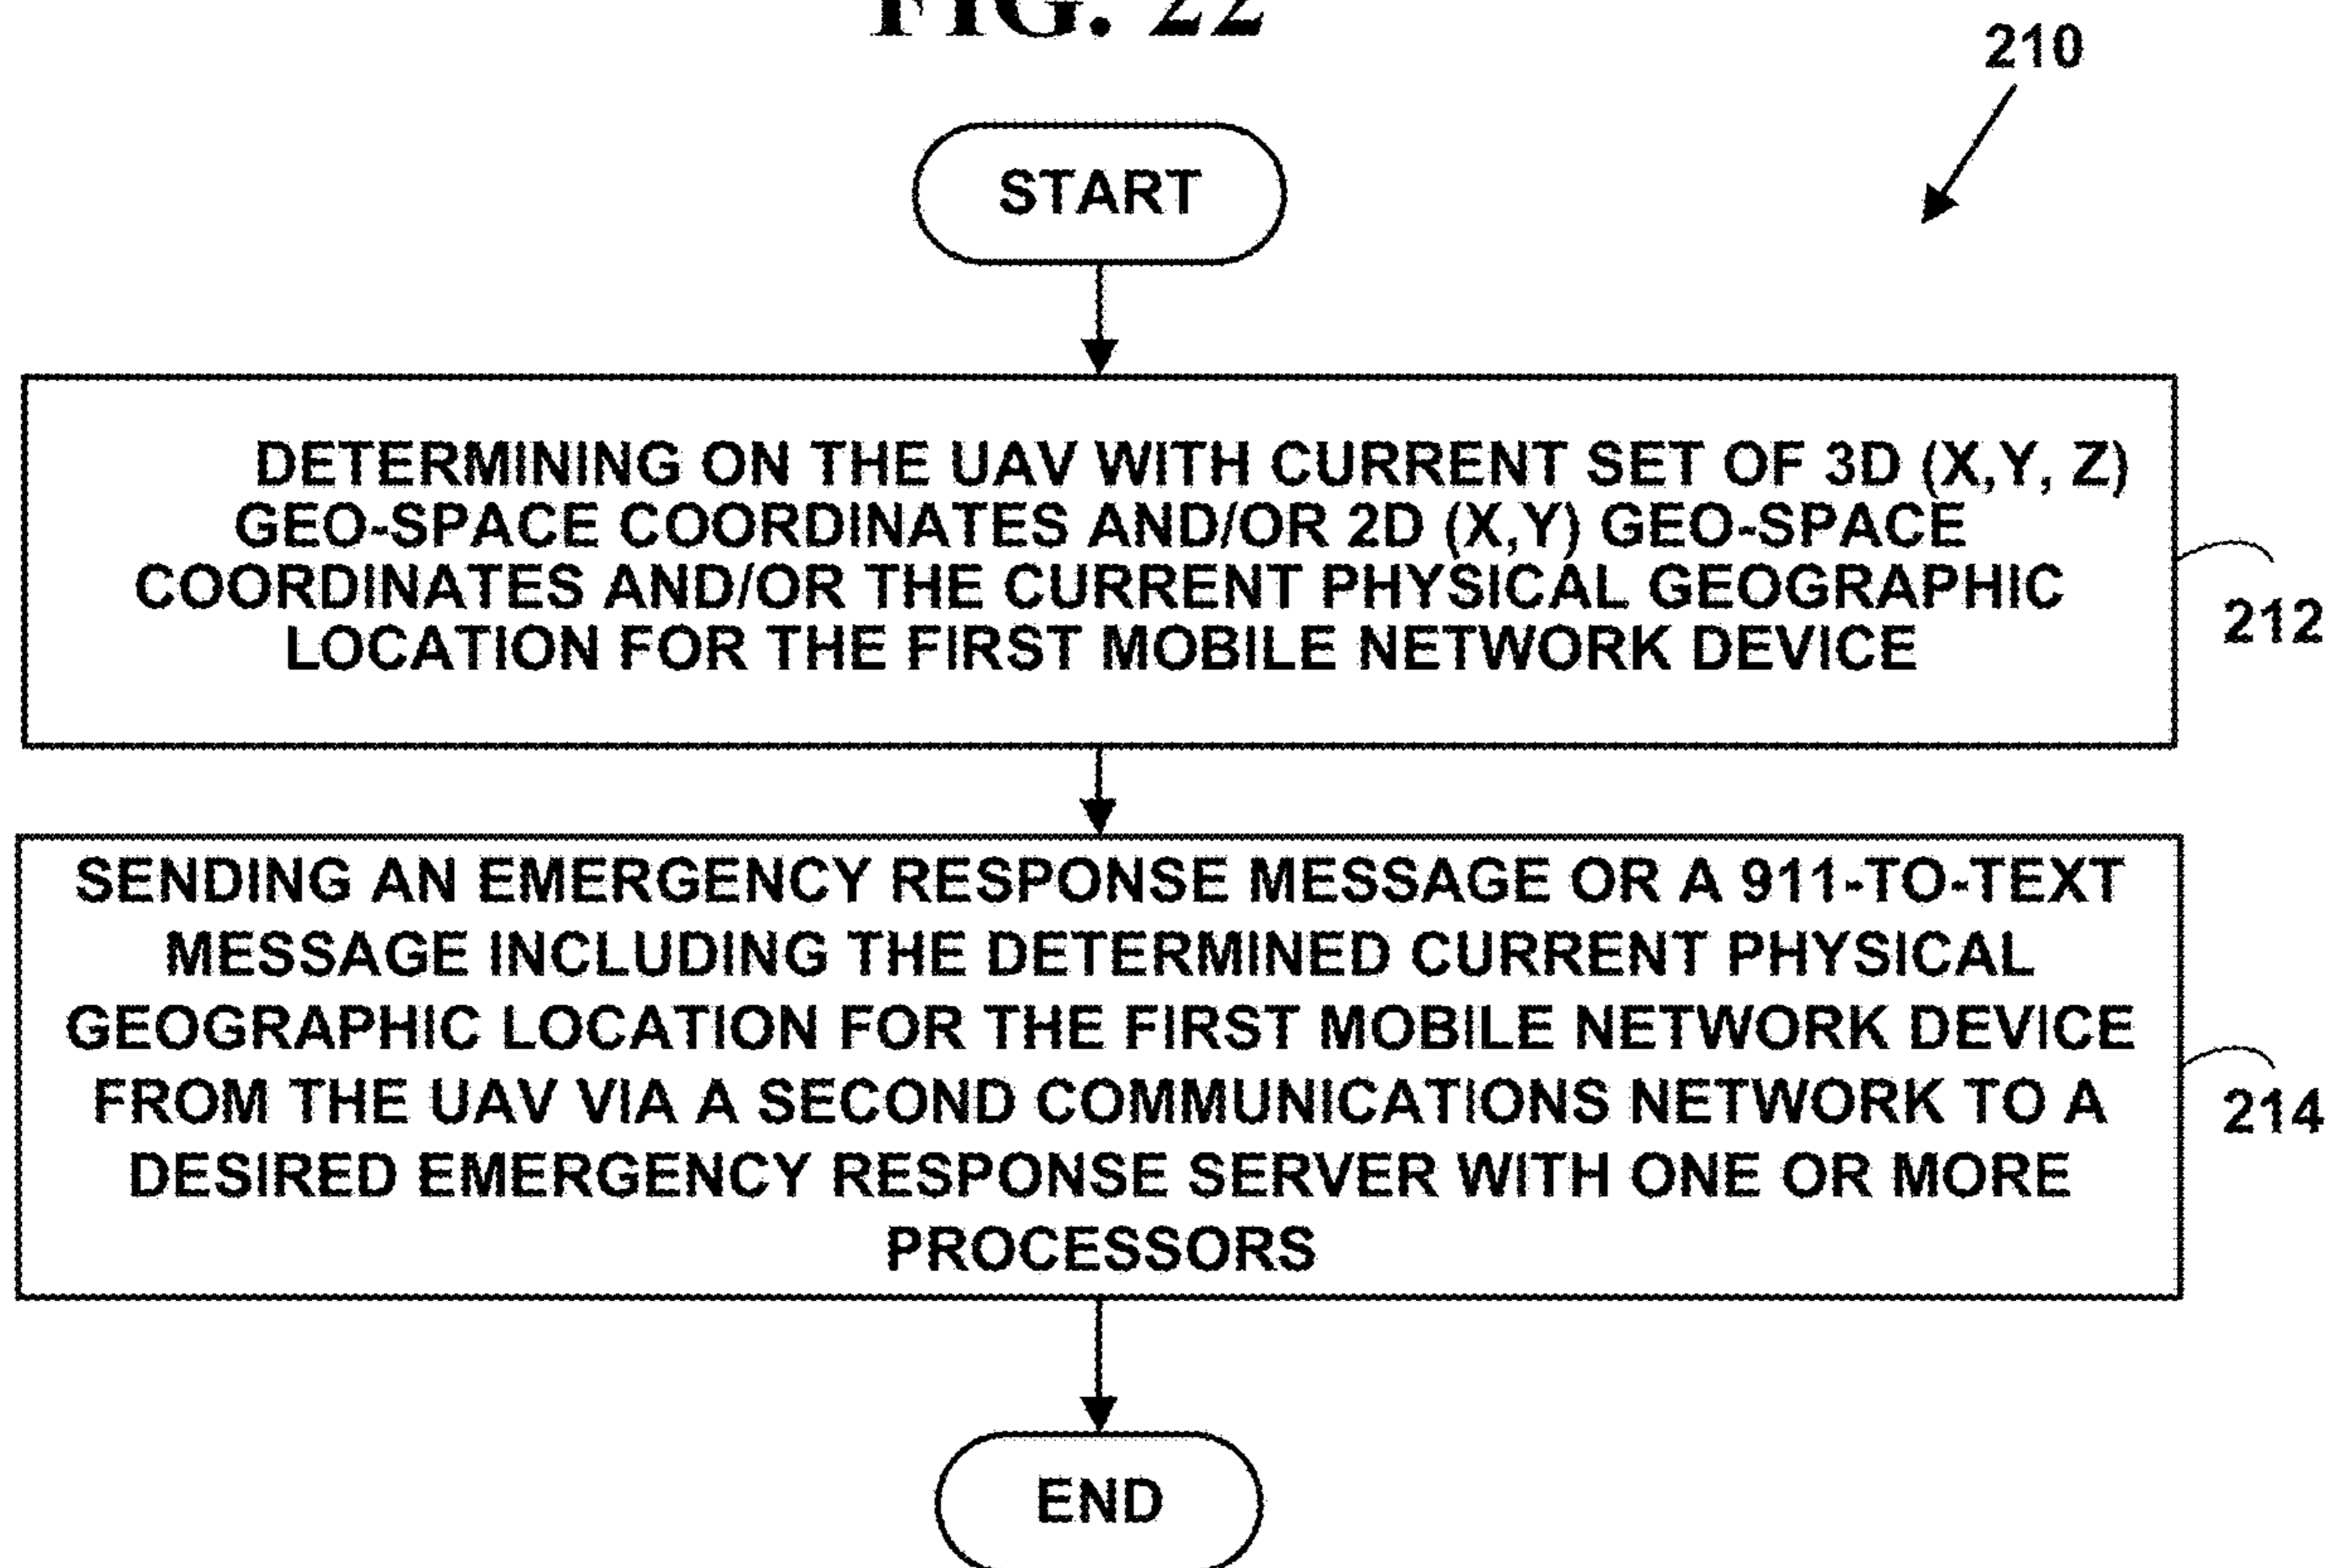 FIG. 22
210
START
DETERMINING ON THE UAV WITH CURRENT SET OF 3D (X,Y, Z)
GEO-SPACE COORDINATES AND/OR 2D (X,Y) GEO-SPACE
COORDINATES AND/OR THE CURRENT PHYSICAL GEOGRAPHIC
LOCATION FOR THE FIRST MOBILE NETWORK DEVICE
212
SENDING AN EMERGENCY RESPONSE MESSAGE OR A 911-TO-TEXT
MESSAGE INCLUDING THE DETERMINED CURRENT PHYSICAL
GEOGRAPHIC LOCATION FOR THE FIRST MOBILE NETWORK DEVICE
FROM THE UAV VIA A SECOND COMMUNICATIONS NETWORK TO A
DESIRED EMERGENCY RESPONSE SERVER WITH ONE OR MORE
PROCESSORS
214
END